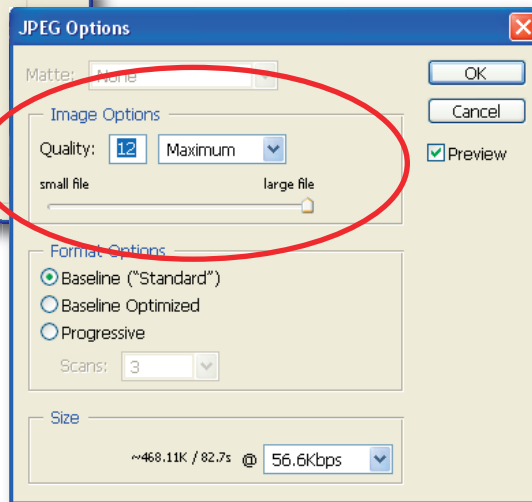 JPEG Options
Matte: None
OK
Image Options
Cancel
Quality: 12 Maximum
Preview
small file large file
Format Options
Baseline ("Standard")
Baseline Optimized
Progressive
Scans: 3
Size
~468.11K / 82.7s @ 56.6Kbps